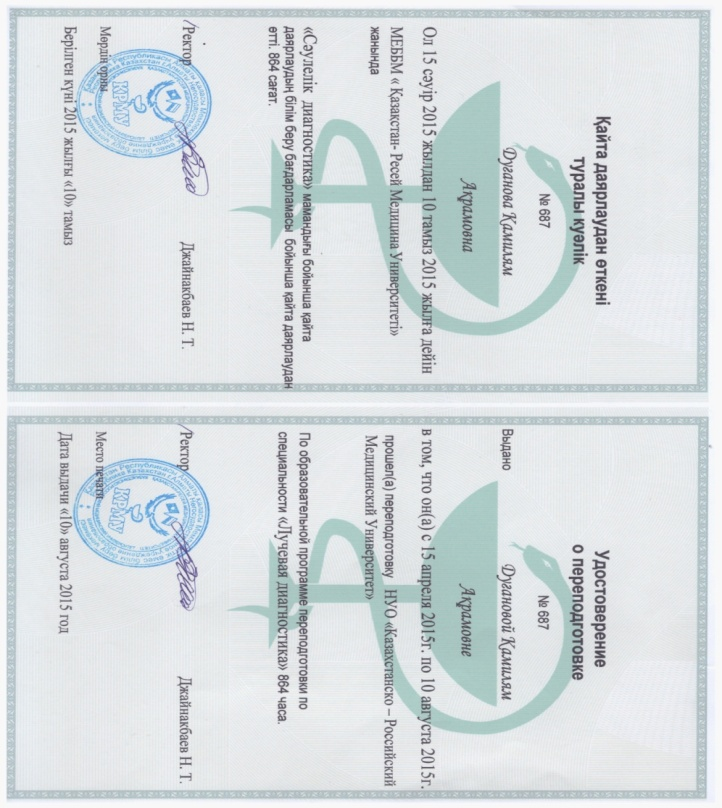 Қайта даярлаудан өткені
туралы куәлік
№ 687
Дуганова Камилям
Акрамовна
Ол 15 сәуір 2015 жылдан 10 тамыз 2015 жылға дейін
МЕББМ « Қазақстан- Ресей Медицина Университеті»
жанында
«Сәулелік диагностика» мамандығы бойынша қайта
даярлаудың білім беру бағдарламасы бойынша қайта даярлаудан
өтті. 864 сағат.
Ректор Джайнакбаев Н. Т.
Мөрдің орны
Берілген күні 2015 жылғы «10» тамыз
Удостоверение
о переподготовке
№ 687
Выдано Дугановой Камилям
Акрамовне
в том, что он(а) с 15 апреля 2015г. по 10 августа 2015г.
прошел(а) переподготовку НУО «Казахстанско – Российский
Медицинский Университет»
По образовательной программе переподготовки по
специальности «Лучевая диагностика» 864 часа.
Ректор Джайнакбаев Н. Т.
Место печати
Дата выдачи «10» августа 2015 год